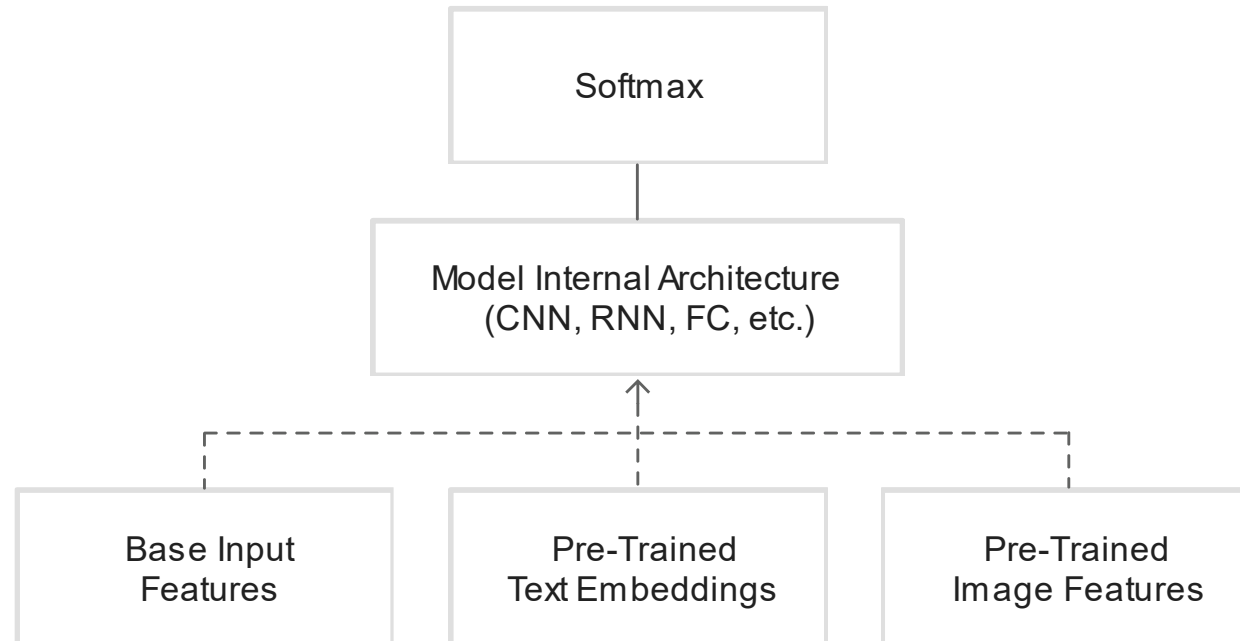 Softmax
Model Internal Architecture
(CNN, RNN, FC, etc.)
Base Input
Features
Pre-Trained
Text Embeddings
Pre-Trained
Image Features